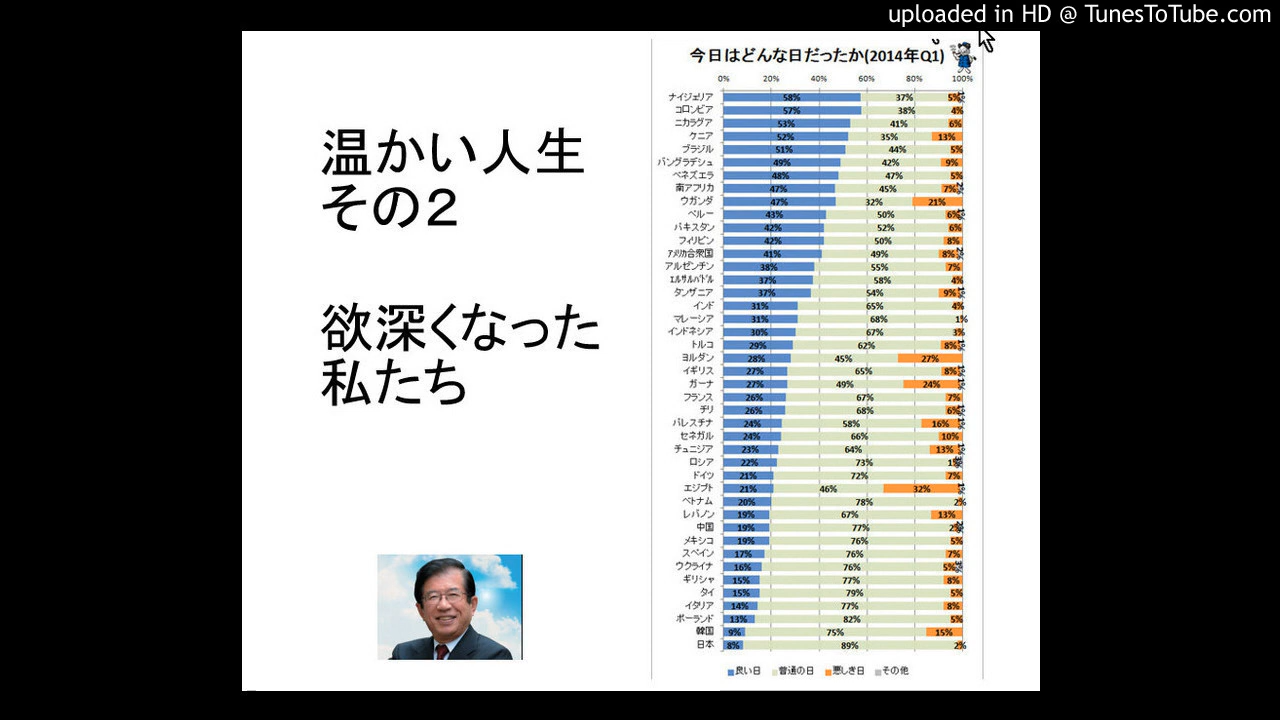 uploaded in HD @ TunesToTube.com
温かい人生
その２
欲深くなった
私たち
今日はどんな日だったか(2014年Q1)
0% 20% 40% 60% 80% 100%
ナイジェリア 58% 37% 5% 1%
コロンビア 57% 38% 4%
ニカラグア 53% 41% 6%
ケニア 52% 35% 13%
ブラジル 51% 44% 5%
バングラデシュ 49% 42% 9%
ベネズエラ 48% 47% 5%
南アフリカ 47% 45% 7% 2%
ウガンダ 47% 32% 21%
ペルー 43% 50% 6% 1%
パキスタン 42% 52% 6%
フィリピン 42% 50% 8%
アメリカ合衆国 41% 49% 8% 2%
アルゼンチン 38% 55% 7%
エルサルバドル 37% 58% 4%
タンザニア 37% 54% 9% 1%
インド 31% 65% 4%
マレーシア 31% 68% 1%
インドネシア 30% 67% 3%
トルコ 29% 62% 8% 1%
ヨルダン 28% 45% 27%
イギリス 27% 65% 8% 1%
ガーナ 27% 49% 24% 1%
フランス 26% 67% 7%
チリ 26% 68% 6% 1%
パレスチナ 24% 58% 16% 1%
セネガル 24% 66% 10%
チュニジア 23% 64% 13% 1%
ロシア 22% 73% 1%
ドイツ 21% 72% 7%
エジプト 21% 46% 32% 1%
ベトナム 20% 78% 2%
レバノン 19% 67% 13%
中国 19% 77% 2% 2%
メキシコ 19% 76% 5%
スペイン 17% 76% 7%
ウクライナ 16% 76% 5% 3%
ギリシャ 15% 77% 8%
タイ 15% 79% 5%
イタリア 14% 77% 8%
ポーランド 13% 82% 5%
韓国 9% 75% 15%
日本 8% 89% 2%
良い日 普通の日 悪しき日 その他